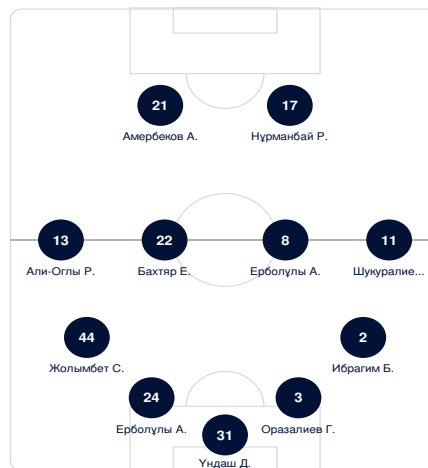 21
17
Амербеков А.
Нұрманбай Р.
13
22
8
11
Али-Оглы Р.
Бахтяр Е.
Ерболұлы А.
Шукуралие...
44
2
Жолымбет С.
Ибрагим Б.
24
3
Ерболұлы А.
Оразалиев Г.
31
Үндаш Д.